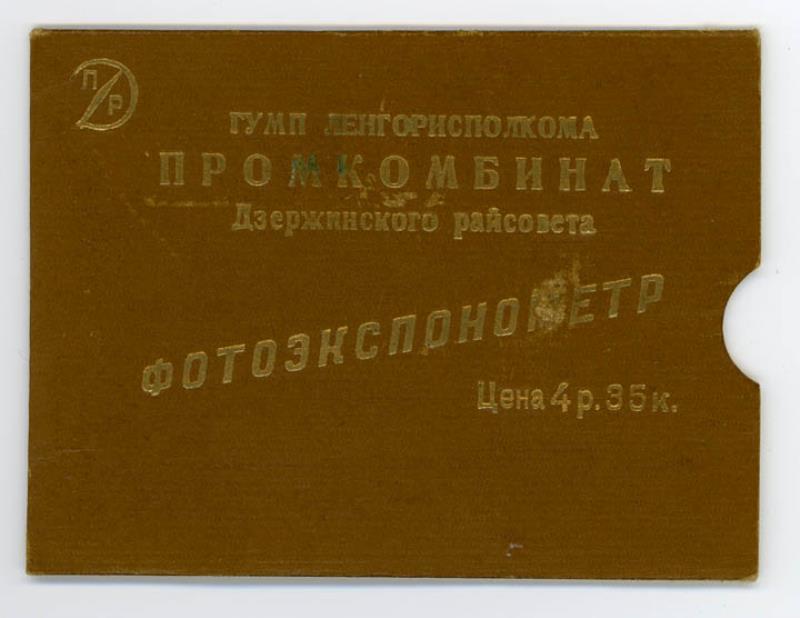 ПР
ГУМП ЛЕНГОРИСПОЛКОМА
ПРОМКОМБИНАТ
Дзержинского райсовета
ФОТОЭКСПОНОМЕТР
Цена 4 р. 35 к.